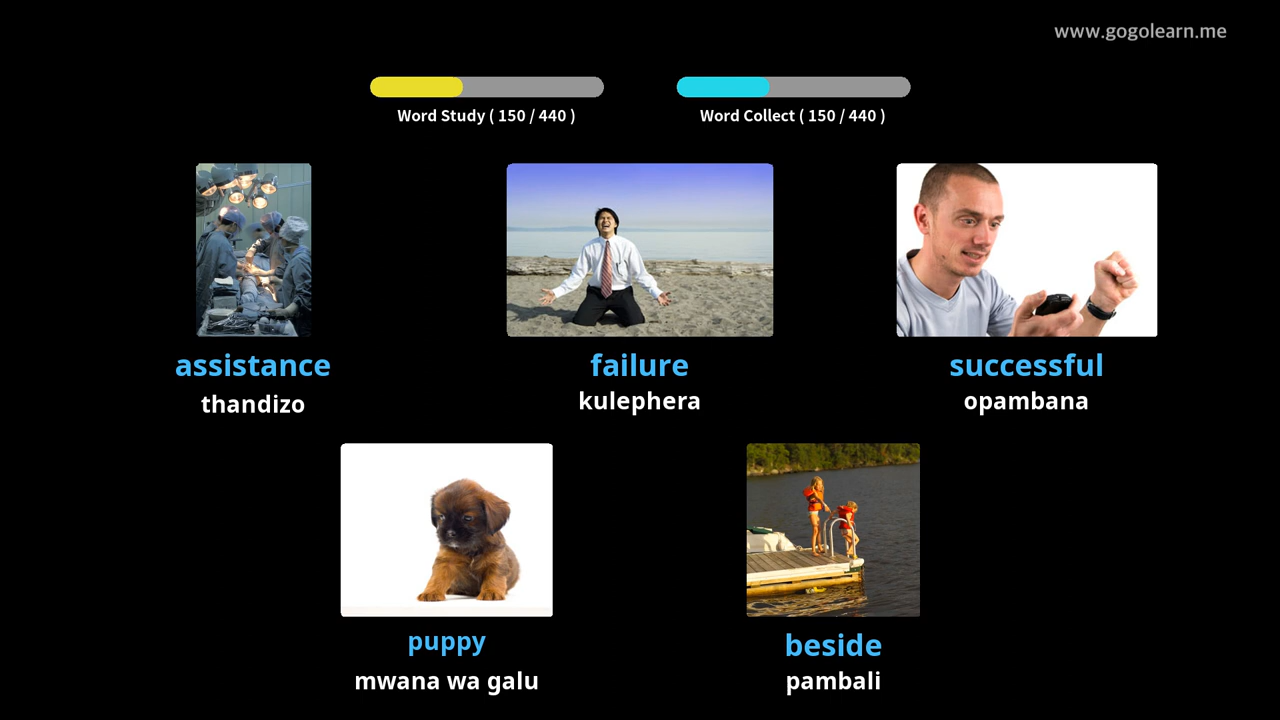 www.gogolearn.me
Word Study ( 150 / 440 )
Word Collect ( 150 / 440 )
assistance
thandizo
failure
kulephera
successful
opambana
puppy
mwana wa galu
beside
pambali